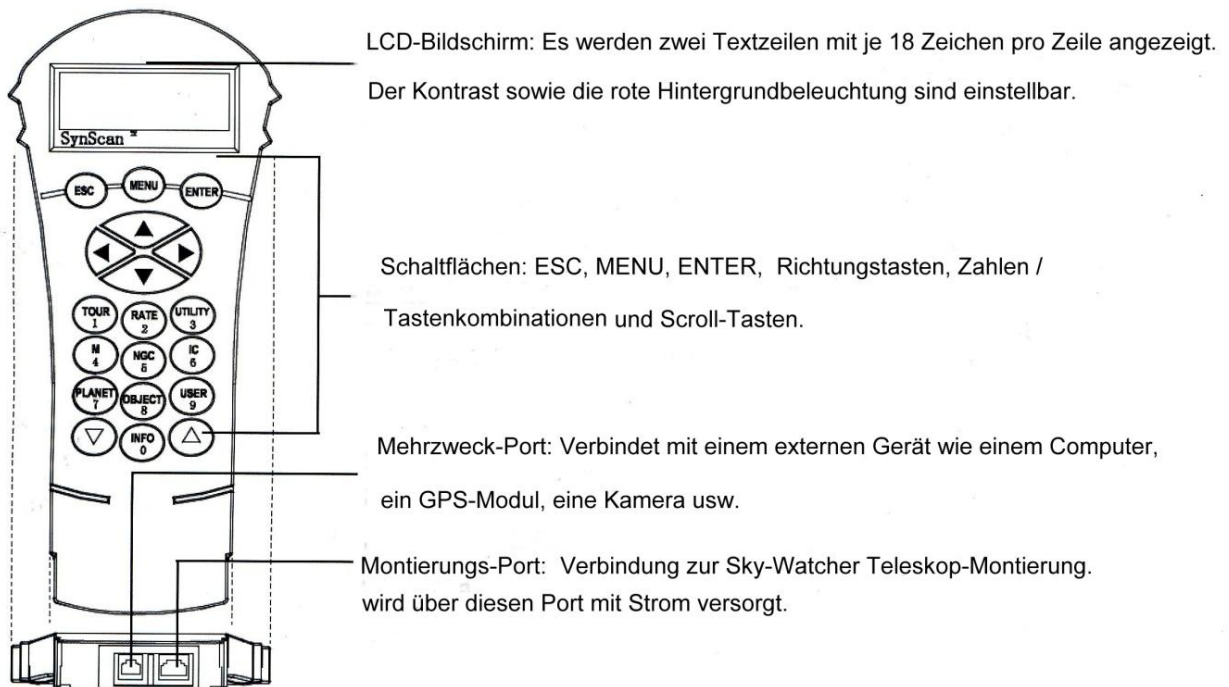 LCD-Bildschirm: Es werden zwei Textzeilen mit je 18 Zeichen pro Zeile angezeigt.
Der Kontrast sowie die rote Hintergrundbeleuchtung sind einstellbar.
SynScan ™
ESC MENU ENTER
Schaltflächen: ESC, MENU, ENTER, Richtungstasten, Zahlen /
Tastenkombinationen und Scroll-Tasten.
TOUR RATE UTILITY
1 2 3
M NGC IC
4 5 6
PLANET OBJECT USER
7 8 9
INFO
0
Mehrzweck-Port: Verbindet mit einem externen Gerät wie einem Computer,
ein GPS-Modul, eine Kamera usw.
Montierungs-Port: Verbindung zur Sky-Watcher Teleskop-Montierung.
wird über diesen Port mit Strom versorgt.